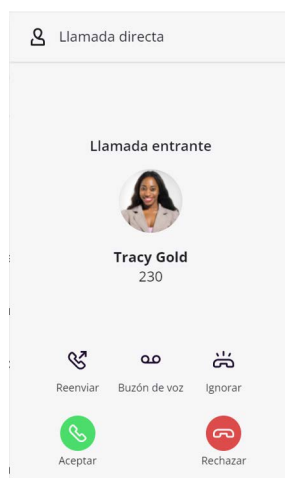 Llamada directa
Llamada entrante
Tracy Gold
230
Reenviar Buzón de voz Ignorar
Aceptar Rechazar